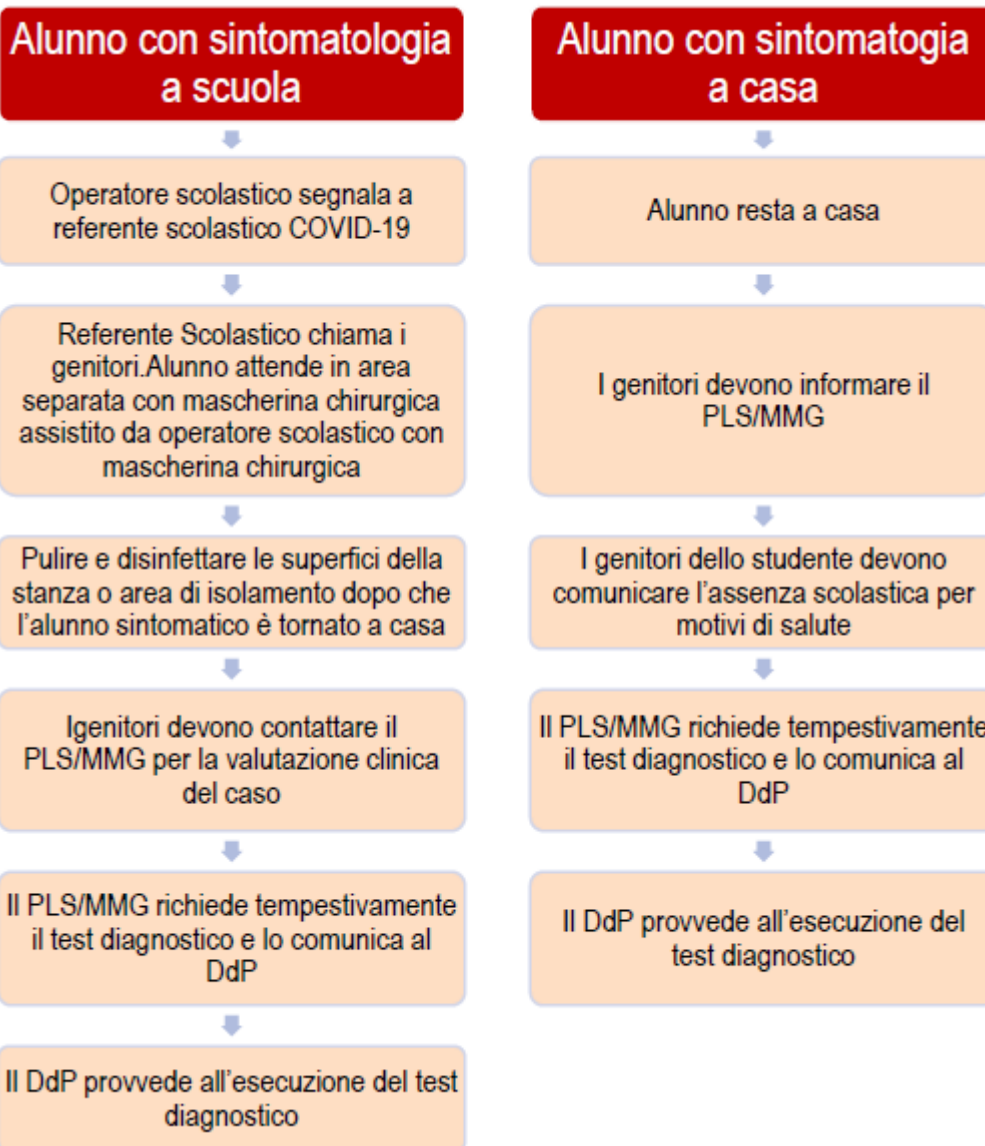 Alunno con sintomatologia
a scuola
Operatore scolastico segnala a
referente scolastico COVID-19
Referente Scolastico chiama i
genitori.Alunno attende in area
separata con mascherina chirurgica
assistito da operatore scolastico con
mascherina chirurgica
Pulire e disinfettare le superfici della
stanza o area di isolamento dopo che
l'alunno sintomatico è tornato a casa
Igenitori devono contattare il
PLS/MMG per la valutazione clinica
del caso
Il PLS/MMG richiede tempestivamente
il test diagnostico e lo comunica al
DdP
Il DdP provvede all'esecuzione del test
diagnostico
Alunno con sintomatogia
a casa
Alunno resta a casa
I genitori devono informare il
PLS/MMG
I genitori dello studente devono
comunicare l'assenza scolastica per
motivi di salute
Il PLS/MMG richiede tempestivamente
il test diagnostico e lo comunica al
DdP
Il DdP provvede all'esecuzione del
test diagnostico